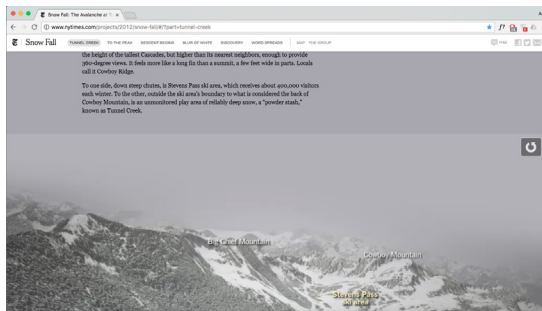 Snow Fall: The Avalanche at T
www.nytimes.com/projects/2012/snow-fall/#/?part=tunnel-creek
Snow Fall TUNNEL CREEK TO THE PEAK DESCENT BEGINS BLUR OF WHITE DISCOVERY WORD SPREADS MAP THE GROUP
the height of the tallest Cascades, but higher than its nearest neighbors, enough to provide
360-degree views. It feels more like a long fin than a summit, a few feet wide in parts. Locals
call it Cowboy Ridge.
To one side, down steep chutes, is Stevens Pass ski area, which receives about 400,000 visitors
each winter. To the other, outside the ski area's boundary to what is considered the back of
Cowboy Mountain, is an unmonitored play area of reliably deep snow, a “powder stash,”
known as Tunnel Creek.
Big Chief Mountain
Cowboy Mountain
Stevens Pass
ski area